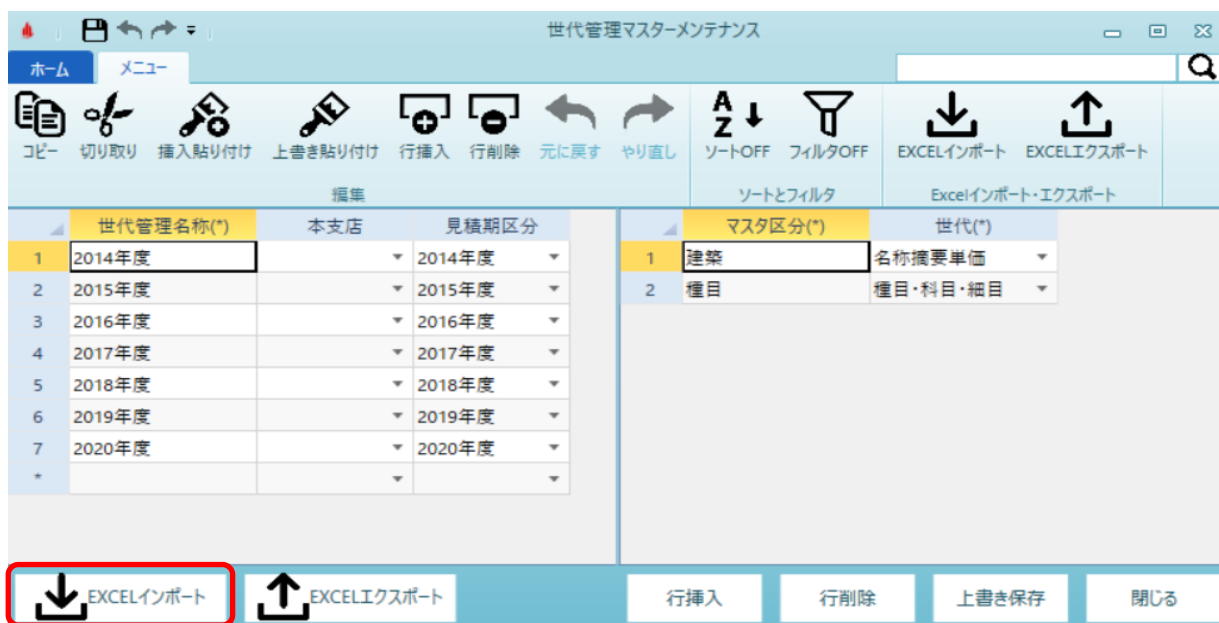 世代管理マスターメンテナンス
ホーム メニュー
コピー 切り取り 挿入貼り付け 上書き貼り付け 行挿入 行削除 元に戻す やり直し ソートOFF フィルタOFF EXCELインポート EXCELエクスポート
編集 ソートとフィルタ Excelインポート・エクスポート
世代管理名称(*) 本支店 見積期区分 マスタ区分(*) 世代(*)
1 2014年度 2014年度 1 建築 名称摘要単価
2 2015年度 2015年度 2 種目 種目・科目・細目
3 2016年度 2016年度
4 2017年度 2017年度
5 2018年度 2018年度
6 2019年度 2019年度
7 2020年度 2020年度
*
EXCELインポート EXCELエクスポート 行挿入 行削除 上書き保存 閉じる